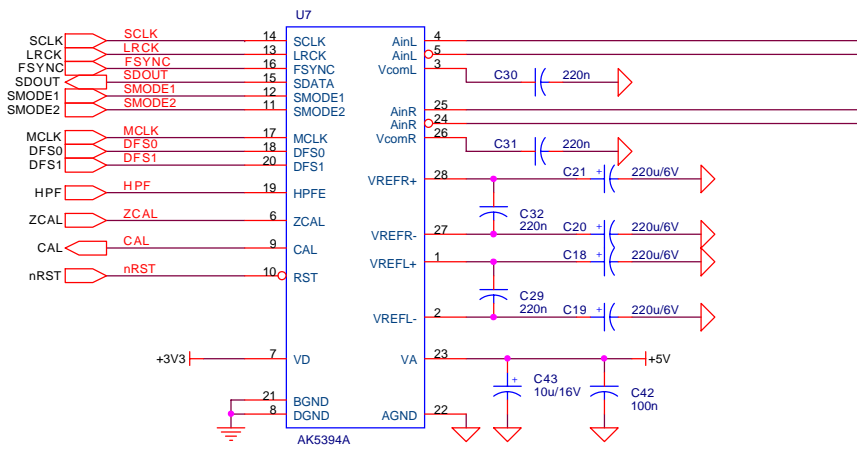 U7
SCLK SCLK 14 SCLK AinL 4
LRCK LRCK 13 LRCK AinL 5
FSYNC FSYNC 16 FSYNC VcomL 3
SDOUT SDOUT 15 SDATA C30 220n
SMODE1 SMODE1 12 SMODE1
SMODE2 SMODE2 11 SMODE2 AinR 25
AinR 24
MCLK MCLK 17 MCLK VcomR 26
DFS0 DFS0 18 DFS0 C31 220n
DFS1 DFS1 20 DFS1
VREFR+ 28 C21 + 220u/6V
HPF HPF 19 HPFE
C32
220n
ZCAL ZCAL 6 ZCAL
VREFR- 27 C20 + 220u/6V
CAL CAL 9 CAL
VREFL+ 1 C18 + 220u/6V
nRST nRST 10 RST
C29
220n
VREFL- 2 C19 + 220u/6V
+3V3 7 VD VA 23 +5V
C43 + 
10u/16V
C42
100n
21 BGND
8 DGND AGND 22
AK5394A